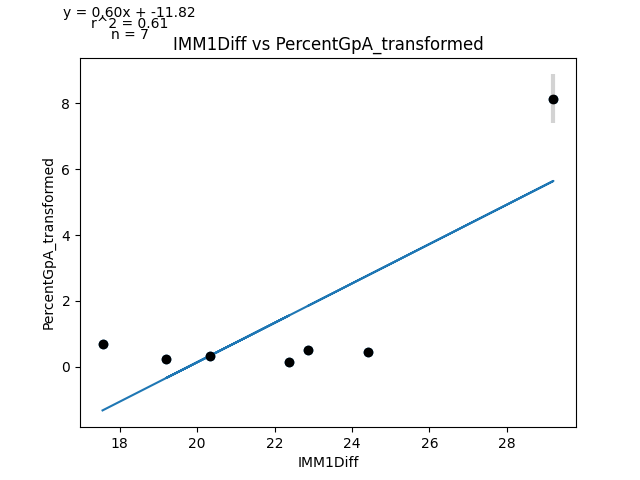 y = 0.60x + -11.82
r^2 = 0.61
n = 7
IMM1Diff vs PercentGpA_transformed
PercentGpA_transformed
8
6
4
2
0
18 20 22 24 26 28
IMM1Diff